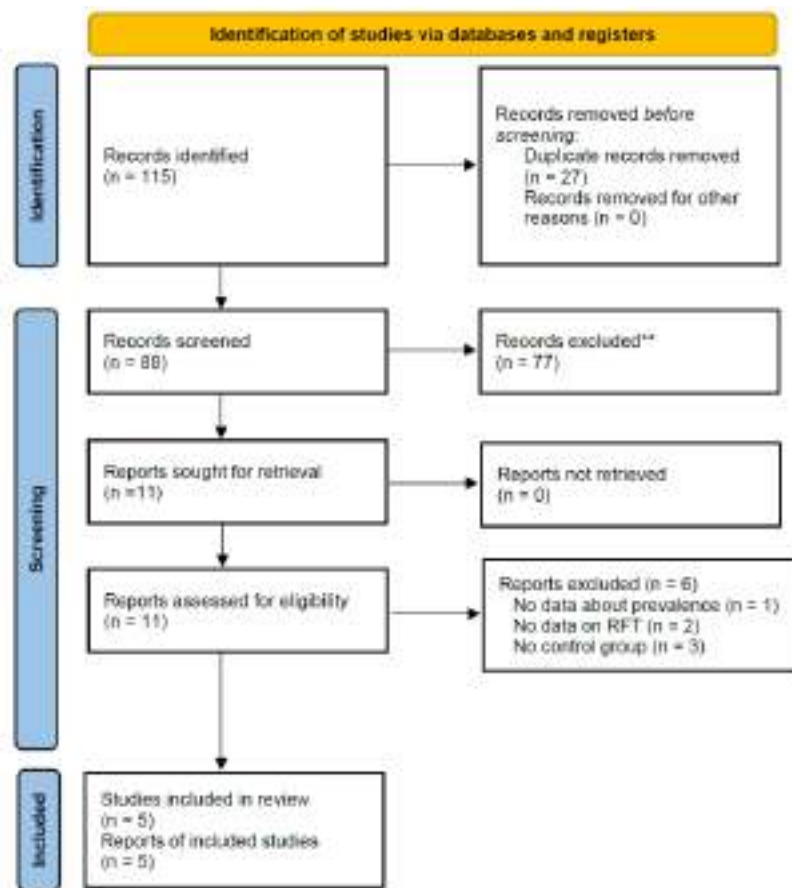 Identification of studies via databases and registers
Identification
Records identified
(n = 115)
Records removed before
screening:
Duplicate records removed
(n = 27)
Records removed for other
reasons (n = 0)
Screening
Records screened
(n = 88)
Records excluded**
(n = 77)
Reports sought for retrieval
(n =11)
Reports not retrieved
(n = 0)
Reports assessed for eligibility
(n = 11)
Reports excluded (n = 6)
No data about prevalence (n = 1)
No data on RFT (n = 2)
No control group (n = 3)
Included
Studies included in review
(n = 5)
Reports of included studies
(n = 5)